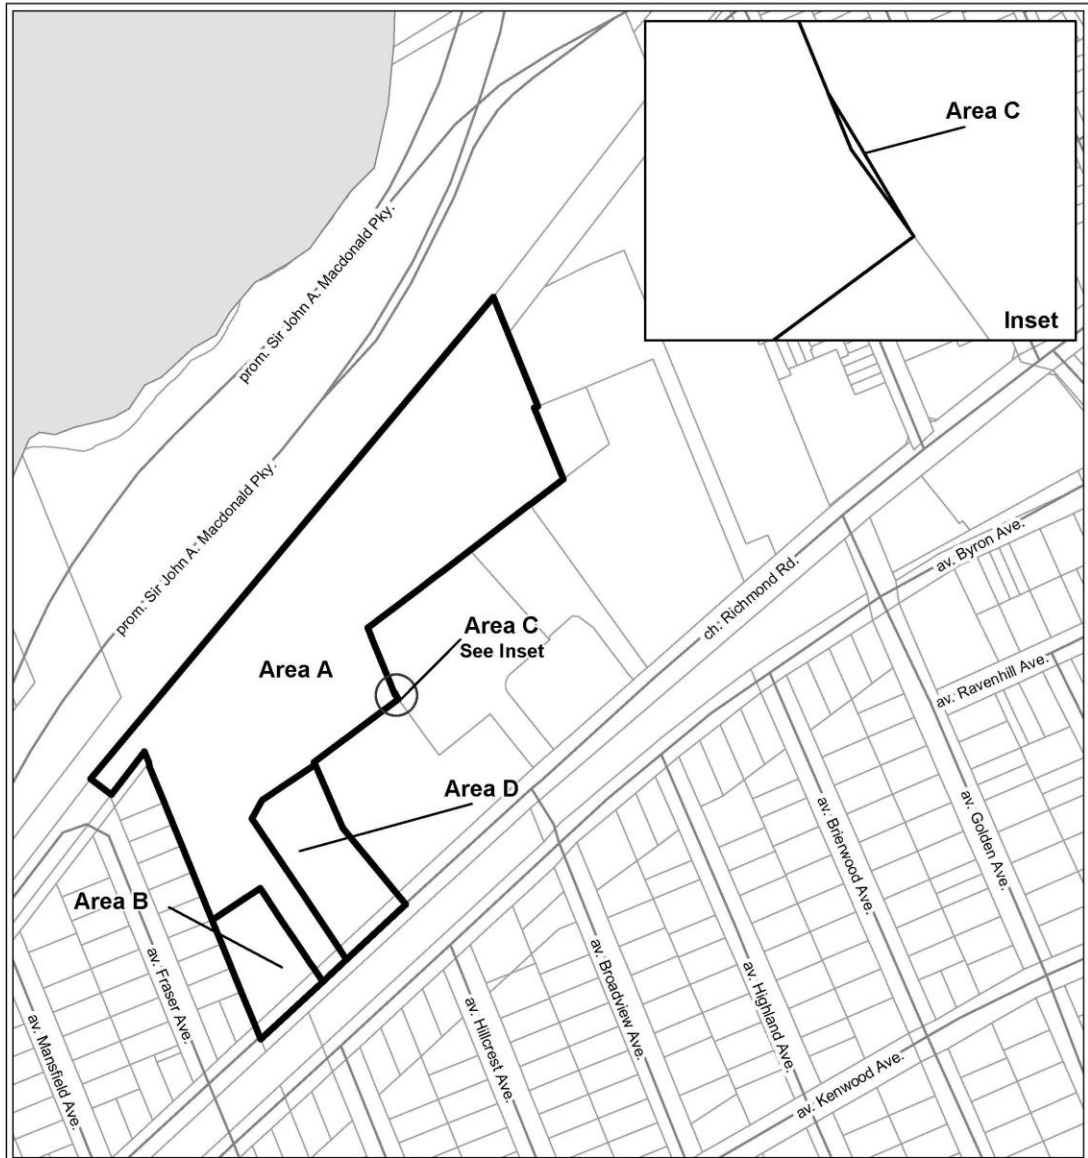 Area C
Inset
prom. Sir John A. Macdonald Pky.
prom. Sir John A. Macdonald Pky.
ch. Richmond Rd.
av. Byron Ave.
Area C
See Inset
Area A
av. Ravenhill Ave.
Area D
av. Golden Ave.
av. Brierwood Ave.
Area B
av. Fraser Ave.
av. Broadview Ave.
av. Highland Ave.
av. Hillcrest Ave.
av. Mansfield Ave.
av. Kenwood Ave.